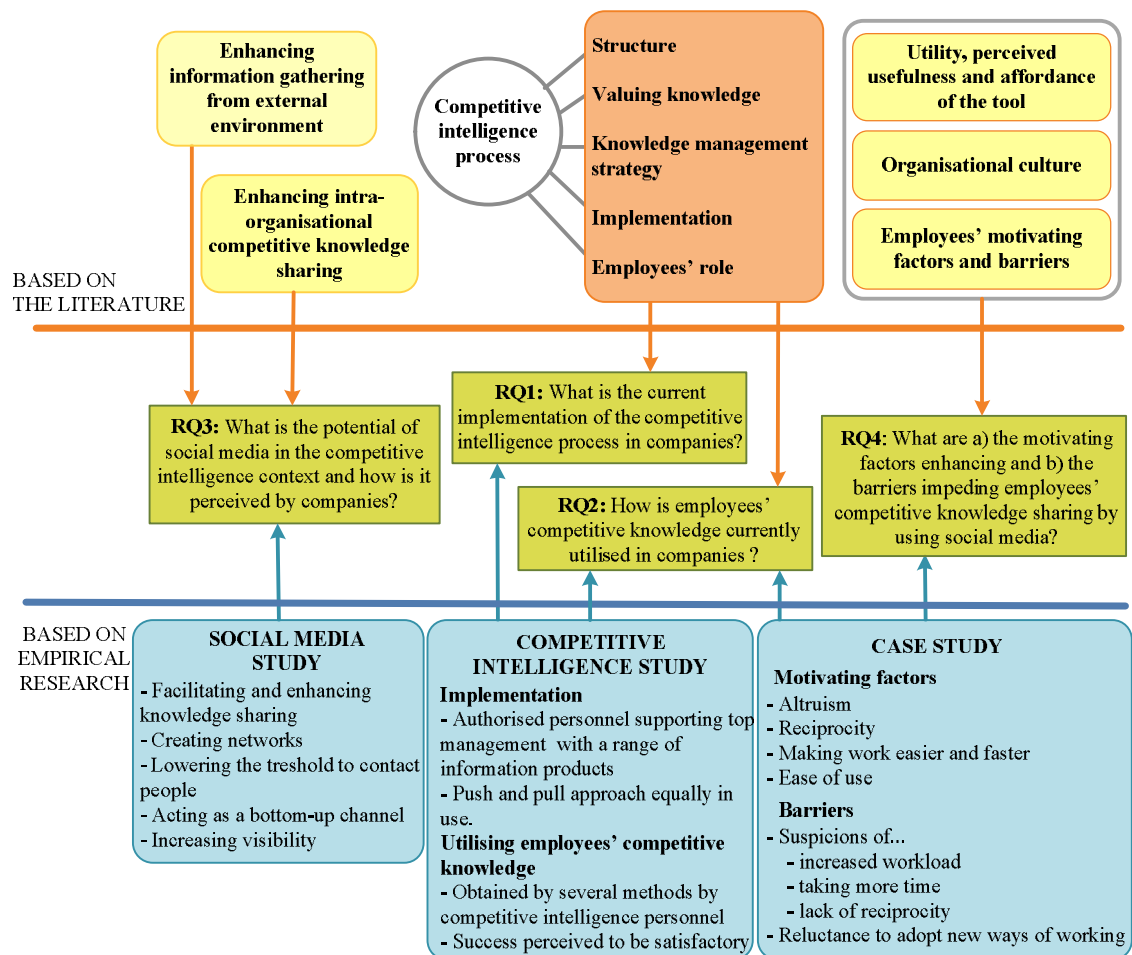 Enhancing
information gathering
from external
environment
Enhancing intra-
organisational
competitive knowledge
sharing
Competitive
intelligence
process
Structure
Valuing knowledge
Knowledge management
strategy
Implementation
Employees’ role
Utility, perceived
usefulness and affordance
of the tool
Organisational culture
Employees’ motivating
factors and barriers
BASED ON
THE LITERATURE
RQ3: What is the potential of
social media in the competitive
intelligence context and how is it
perceived by companies?
RQ1: What is the current
implementation of the competitive
intelligence process in companies?
RQ2: How is employees’
competitive knowledge currently
utilised in companies ?
RQ4: What are a) the motivating
factors enhancing and b) the
barriers impeding employees’
competitive knowledge sharing by
using social media?
BASED ON
EMPIRICAL
RESEARCH
SOCIAL MEDIA
STUDY
- Facilitating and enhancing
knowledge sharing
- Creating networks
- Lowering the treshold to contact
people
- Acting as a bottom-up channel
- Increasing visibility
COMPETITIVE
INTELLIGENCE STUDY
Implementation
- Authorised personnel supporting top
management with a range of
information products
- Push and pull approach equally in
use.
Utilising employees’ competitive
knowledge
- Obtained by several methods by
competitive intelligence personnel
- Success perceived to be satisfactory
CASE STUDY
Motivating factors
- Altruism
- Reciprocity
- Making work easier and faster
- Ease of use
Barriers
- Suspicions of...
- increased workload
- taking more time
- lack of reciprocity
- Reluctance to adopt new ways of working